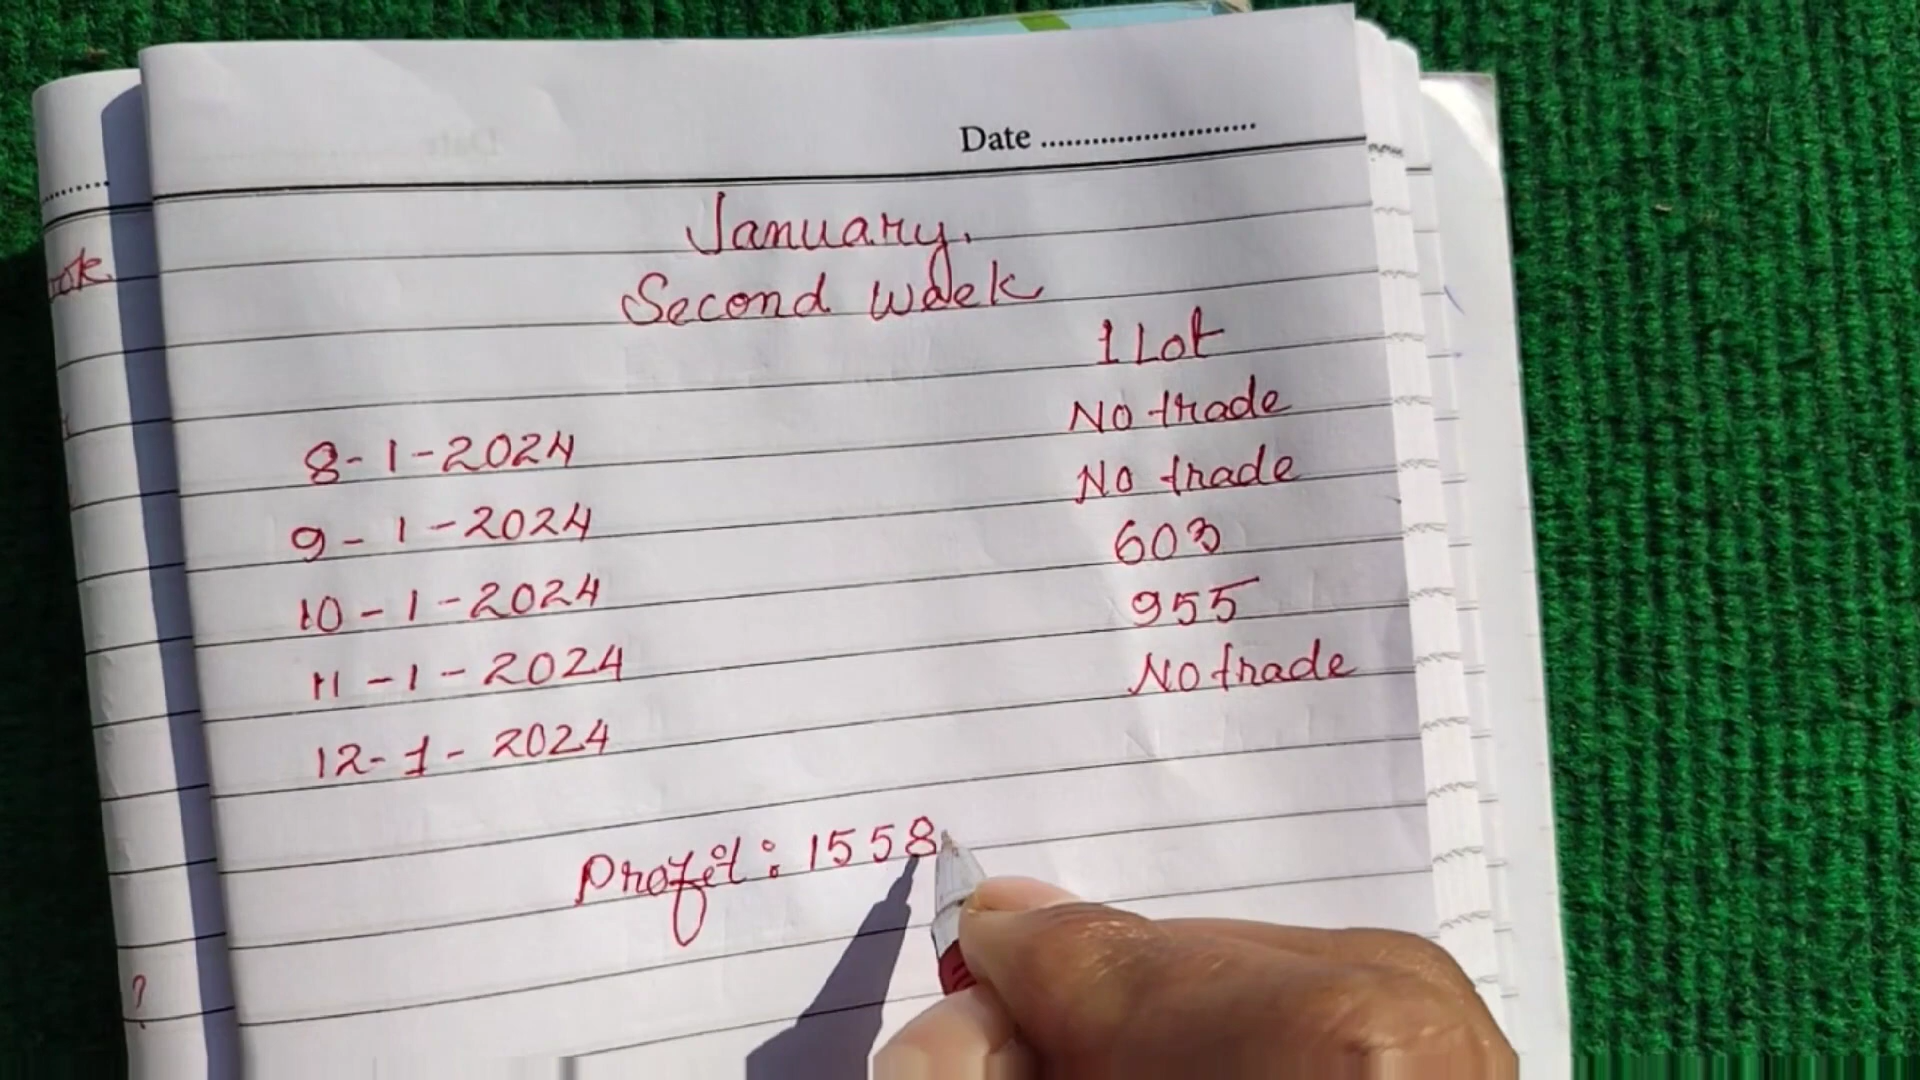 Date ..........................
January.
Second Week
1 Lot
8-1-2024 No trade
9-1-2024 No trade
10-1-2024 603
11-1-2024 955
12-1-2024 No trade
Profit: 1558
?